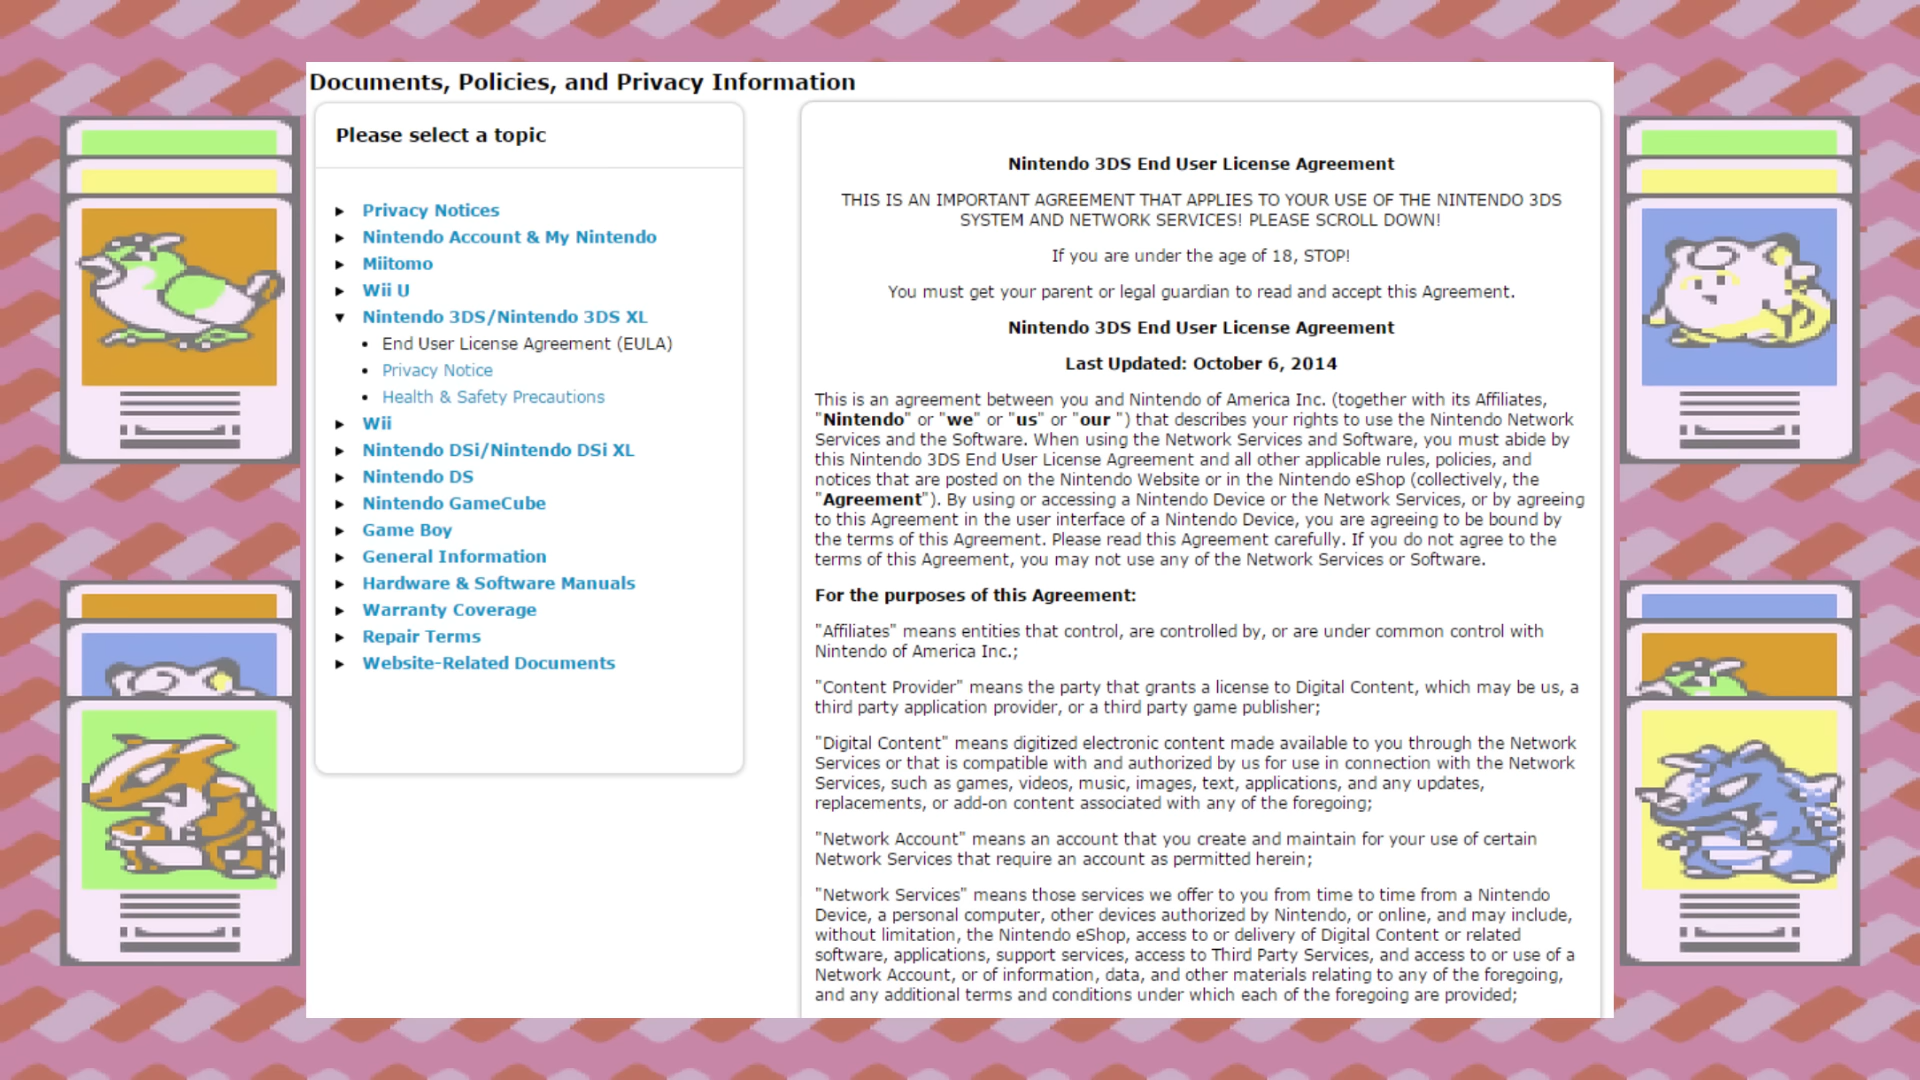 Documents, Policies, and Privacy Information
Please select a topic
Privacy Notices
Nintendo Account & My Nintendo
Miitomo
Wii U
Nintendo 3DS/Nintendo 3DS XL
End User License Agreement (EULA)
Privacy Notice
Health & Safety Precautions
Wii
Nintendo DSi/Nintendo DSi XL
Nintendo DS
Nintendo GameCube
Game Boy
General Information
Hardware & Software Manuals
Warranty Coverage
Repair Terms
Website-Related Documents
Nintendo 3DS End User License Agreement
THIS IS AN IMPORTANT AGREEMENT THAT APPLIES TO YOUR USE OF THE NINTENDO 3DS
SYSTEM AND NETWORK SERVICES! PLEASE SCROLL DOWN!
If you are under the age of 18, STOP!
You must get your parent or legal guardian to read and accept this Agreement.
Nintendo 3DS End User License Agreement
Last Updated: October 6, 2014
This is an agreement between you and Nintendo of America Inc. (together with its Affiliates,
"Nintendo" or "we" or "us" or "our ") that describes your rights to use the Nintendo Network
Services and the Software. When using the Network Services and Software, you must abide by
this Nintendo 3DS End User License Agreement and all other applicable rules, policies, and
notices that are posted on the Nintendo Website or in the Nintendo eShop (collectively, the
"Agreement"). By using or accessing a Nintendo Device or the Network Services, or by agreeing
to this Agreement in the user interface of a Nintendo Device, you are agreeing to be bound by
the terms of this Agreement. Please read this Agreement carefully. If you do not agree to the
terms of this Agreement, you may not use any of the Network Services or Software.
For the purposes of this Agreement:
"Affiliates" means entities that control, are controlled by, or are under common control with
Nintendo of America Inc.;
"Content Provider" means the party that grants a license to Digital Content, which may be us, a
third party application provider, or a third party game publisher;
"Digital Content" means digitized electronic content made available to you through the Network
Services or that is compatible with and authorized by us for use in connection with the Network
Services, such as games, videos, music, images, text, applications, and any updates,
replacements, or add-on content associated with any of the foregoing;
"Network Account" means an account that you create and maintain for your use of certain
Network Services that require an account as permitted herein;
"Network Services" means those services we offer to you from time to time from a Nintendo
Device, a personal computer, other devices authorized by Nintendo, or online, and may include,
without limitation, the Nintendo eShop, access to or delivery of Digital Content or related
software, applications, support services, access to Third Party Services, and access to or use of a
Network Account, or of information, data, and other materials relating to any of the foregoing,
and any additional terms and conditions under which each of the foregoing are provided;